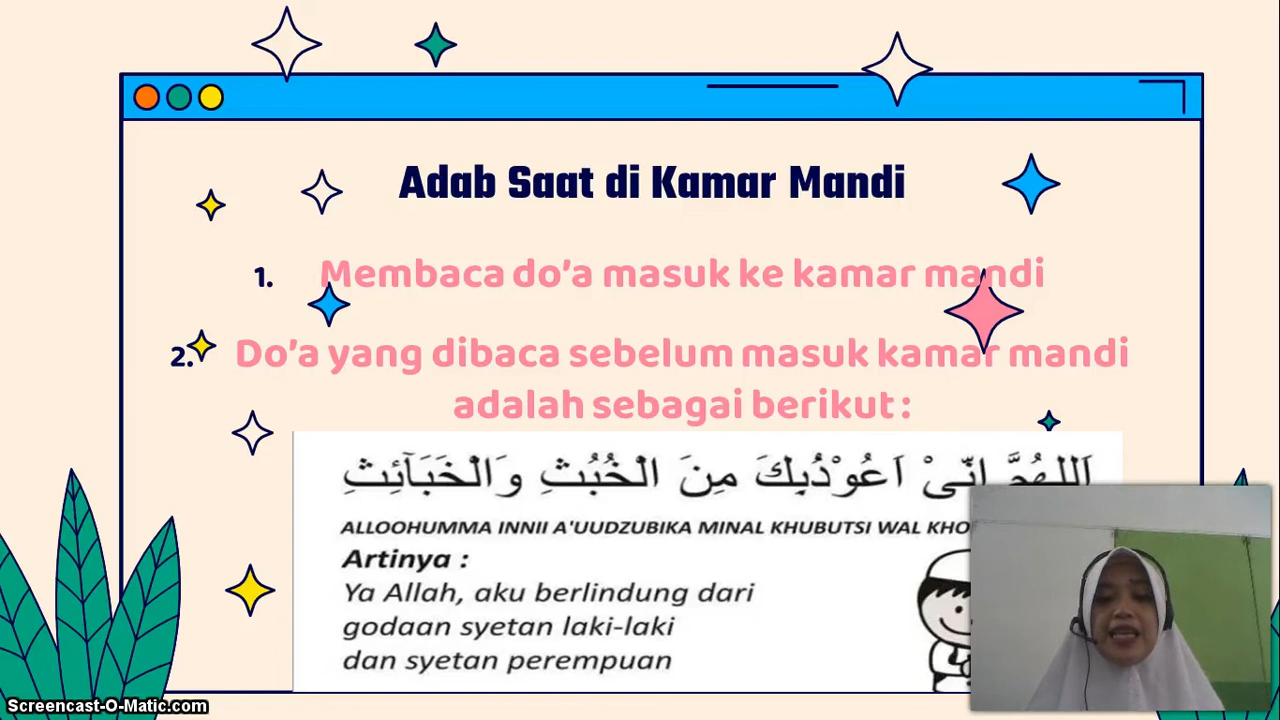 Adab Saat di Kamar Mandi
1. Membaca do'a masuk ke kamar mandi
2. Do'a yang dibaca sebelum masuk kamar mandi
adalah sebagai berikut :
اَللهُمَّ اِنِّىْ اَعُوْذُبِكَ مِنَ الْخُبُثِ وَالْخَبَآئِثِ
ALLOOHUMMA INNII A'UUDZUBIKA MINAL KHUBUTSI WAL
Artinya :
Ya Allah, aku berlindung dari
godaan syetan laki-laki
dan syetan perempuan
Screencast-O-Matic.com